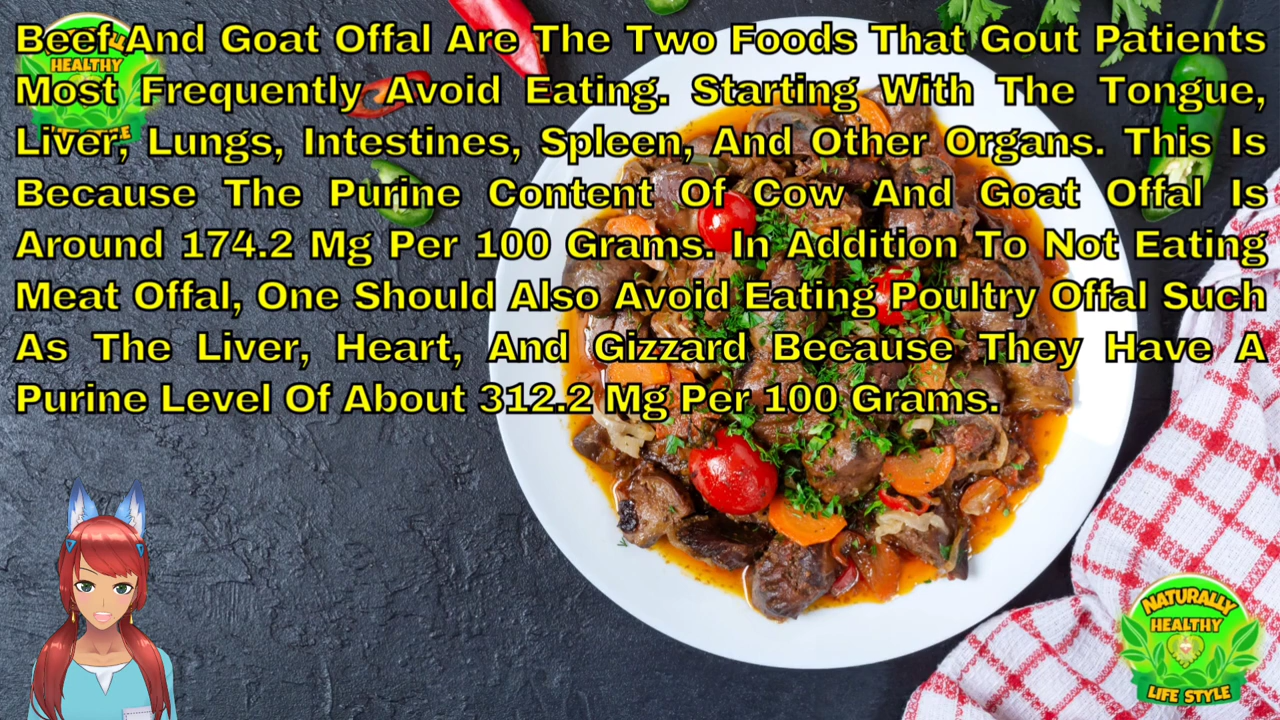 Beef And Goat Offal Are The Two Foods That Gout Patients
Most Frequently Avoid Eating. Starting With The Tongue,
Liver, Lungs, Intestines, Spleen, And Other Organs. This Is
Because The Purine Content Of Cow And Goat Offal Is
Around 174.2 Mg Per 100 Grams. In Addition To Not Eating
Meat Offal, One Should Also Avoid Eating Poultry Offal Such
As The Liver, Heart, And Gizzard Because They Have A
Purine Level Of About 312.2 Mg Per 100 Grams.
HEALTHY
NATURALLY
HEALTHY
LIFE STYLE